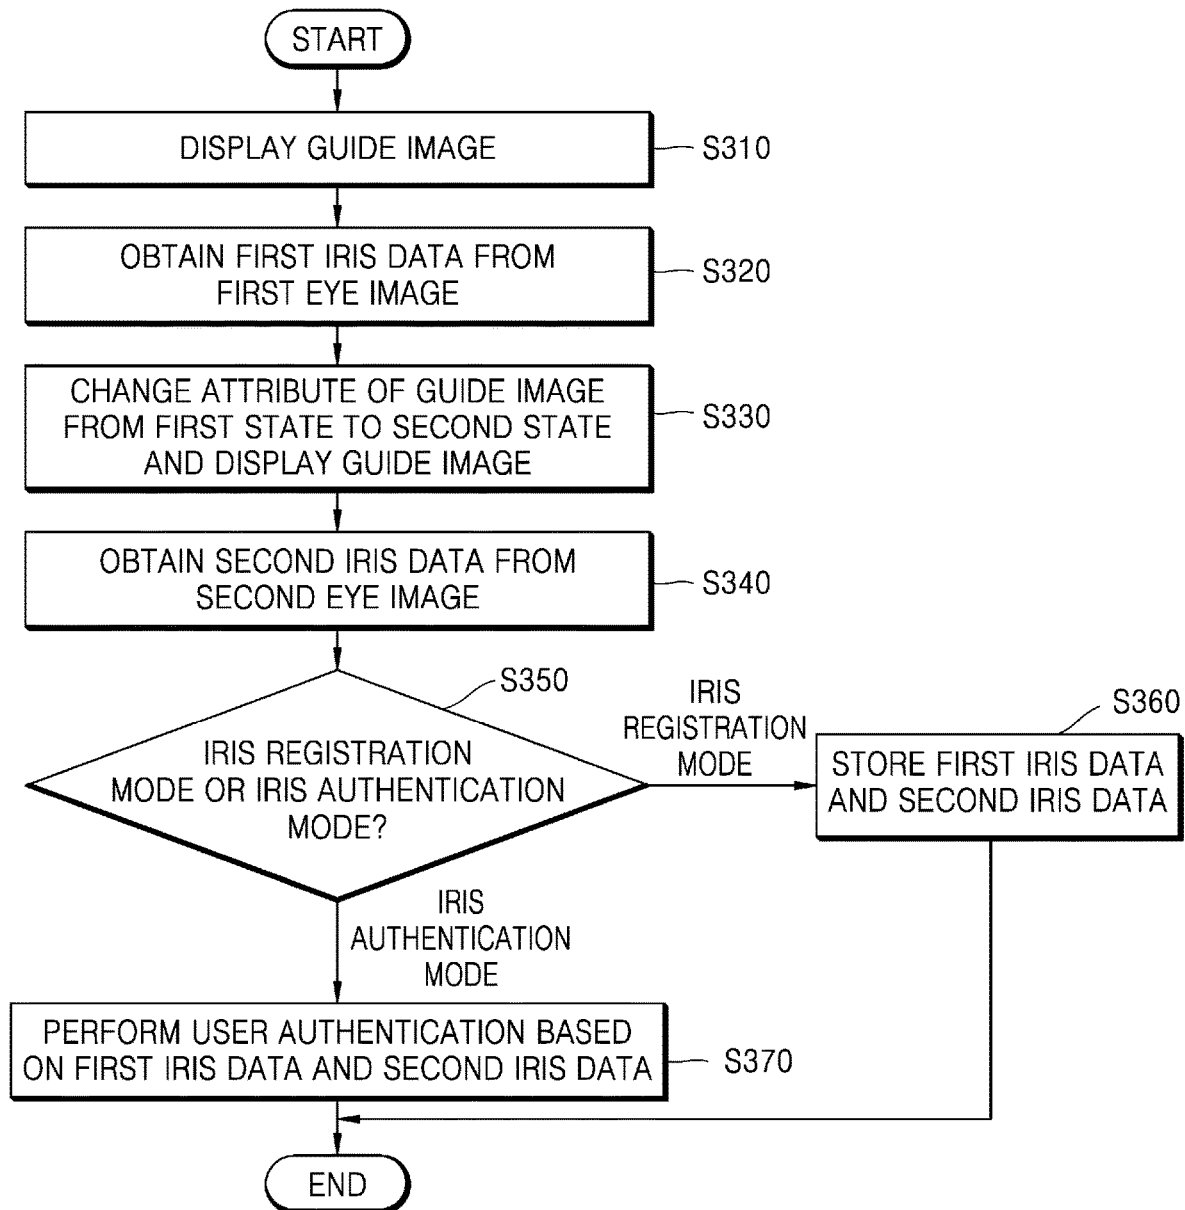 START
DISPLAY GUIDE IMAGE
S310
OBTAIN FIRST IRIS DATA FROM
FIRST EYE IMAGE
S320
CHANGE ATTRIBUTE OF GUIDE IMAGE
FROM FIRST STATE TO SECOND STATE
AND DISPLAY GUIDE IMAGE
S330
OBTAIN SECOND IRIS DATA FROM
SECOND EYE IMAGE
S340
S350
IRIS REGISTRATION
MODE OR IRIS AUTHENTICATION
MODE?
IRIS
REGISTRATION
MODE
S360
STORE FIRST IRIS DATA
AND SECOND IRIS DATA
IRIS
AUTHENTICATION
MODE
PERFORM USER AUTHENTICATION BASED
ON FIRST IRIS DATA AND SECOND IRIS DATA
S370
END